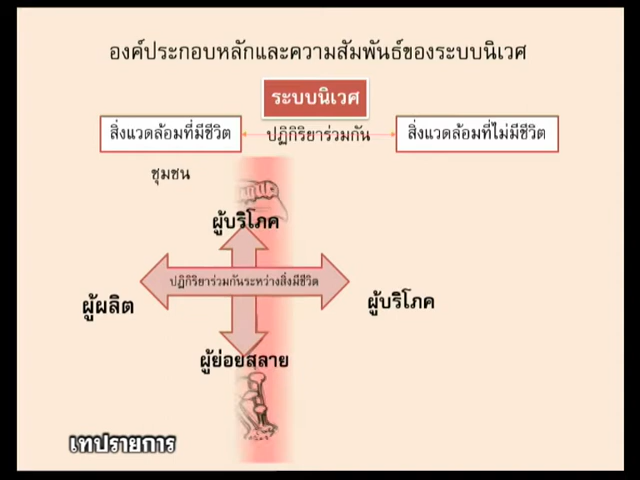 องค์ประกอบหลักและความสัมพันธ์ของระบบนิเวศ
ระบบนิเวศ
สิ่งแวดล้อมที่มีชีวิต
ปฏิกิริยาร่วมกัน
สิ่งแวดล้อมที่ไม่มีชีวิต
ชุมชน
ผู้บริโภค
ปฏิกิริยาร่วมกันระหว่างสิ่งมีชีวิต
ผู้ผลิต
ผู้บริโภค
ผู้ย่อยสลาย
เทปรายการ